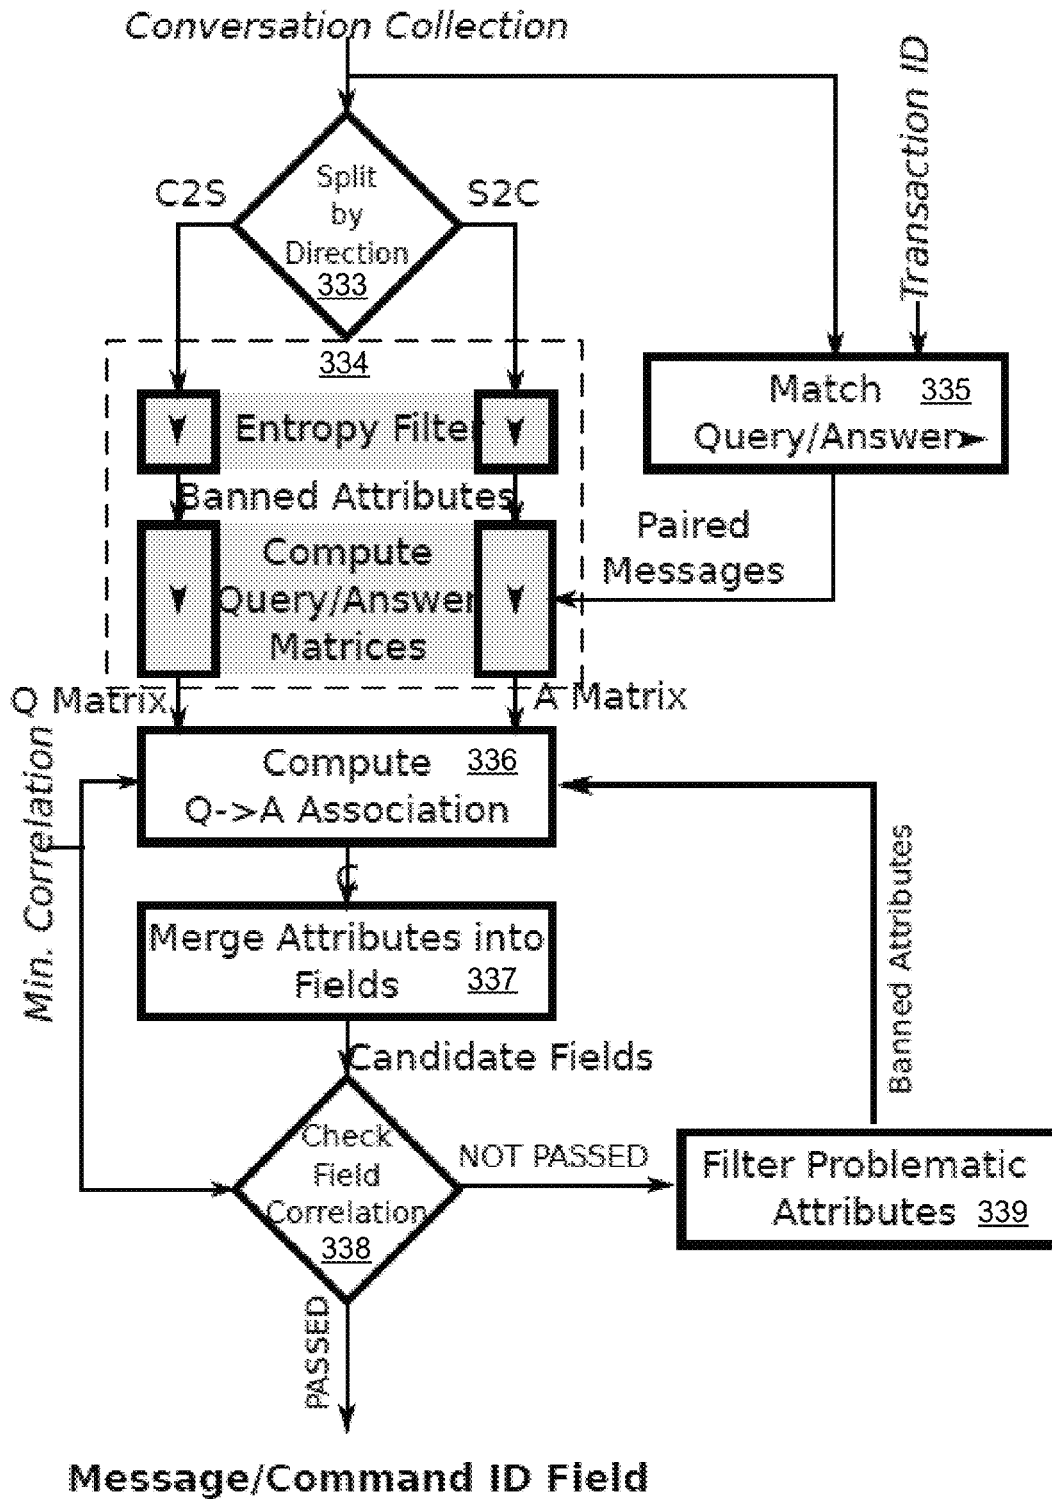 Conversation Collection
Transaction ID
C2S
S2C
Split
by
Direction
333
334
Match 335
Query/Answer
Entropy Filter
Banned Attributes
Paired
Messages
Compute
Query/Answer
Matrices
Q Matrix
A Matrix
Min. Correlation
Compute 336
Q->A Association
C
Merge Attributes into
Fields 337
Banned Attributes
Candidate Fields
Check
Field
Correlation
338
NOT PASSED
Filter Problematic
Attributes 339
PASSED
Message/Command ID Field